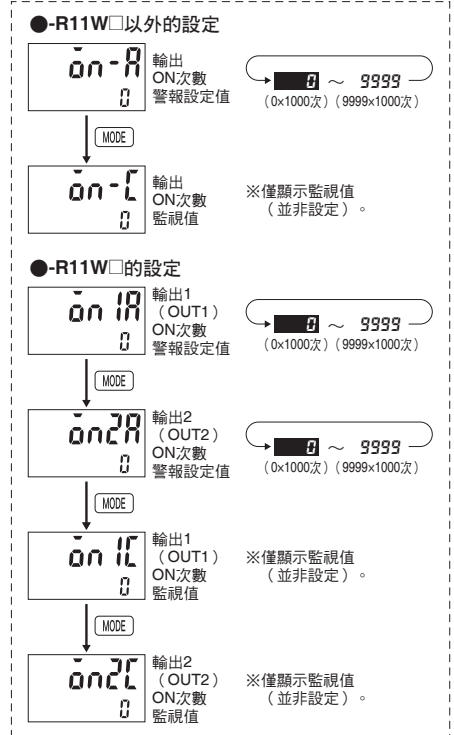 ●-R11W□以外的設定
on-A
0
輸出
ON次數
警報設定值
0 ～ 9999
（0×1000次）（9999×1000次）
MODE
on-C
0
輸出
ON次數
監視值
※僅顯示監視值
（並非設定）。
●-R11W□的設定
on1A
0
輸出1
（OUT1）
ON次數
警報設定值
0 ～ 9999
（0×1000次）（9999×1000次）
MODE
on2A
0
輸出2
（OUT2）
ON次數
警報設定值
0 ～ 9999
（0×1000次）（9999×1000次）
MODE
on1C
0
輸出1
（OUT1）
ON次數
監視值
※僅顯示監視值
（並非設定）。
MODE
on2C
0
輸出2
（OUT2）
ON次數
監視值
※僅顯示監視值
（並非設定）。